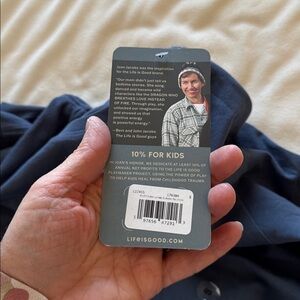 Joan Jacobs was the inspiration
for the Life is Good brand
"Our mom didn't just tell us
bedtime stories. She sang,
danced and became wild
characters like the DRAGON WHO
BREATHES LOVE INSTEAD
OF FIRE. Through play, she
unlocked our imagination,
and showed us that
positive energy
is powerful energy."
—Bert and John Jacobs
The Life is Good guys
10% FOR KIDS
IN JOAN'S HONOR, WE DEDICATE AT LEAST 10% OF
ANNUAL NET PROFITS TO THE LIFE IS GOOD
PLAYMAKER PROJECT, USING THE POWER OF PLAY
TO HELP KIDS HEAL FROM CHILDHOOD TRAUMA.
LIFEISGOOD.COM